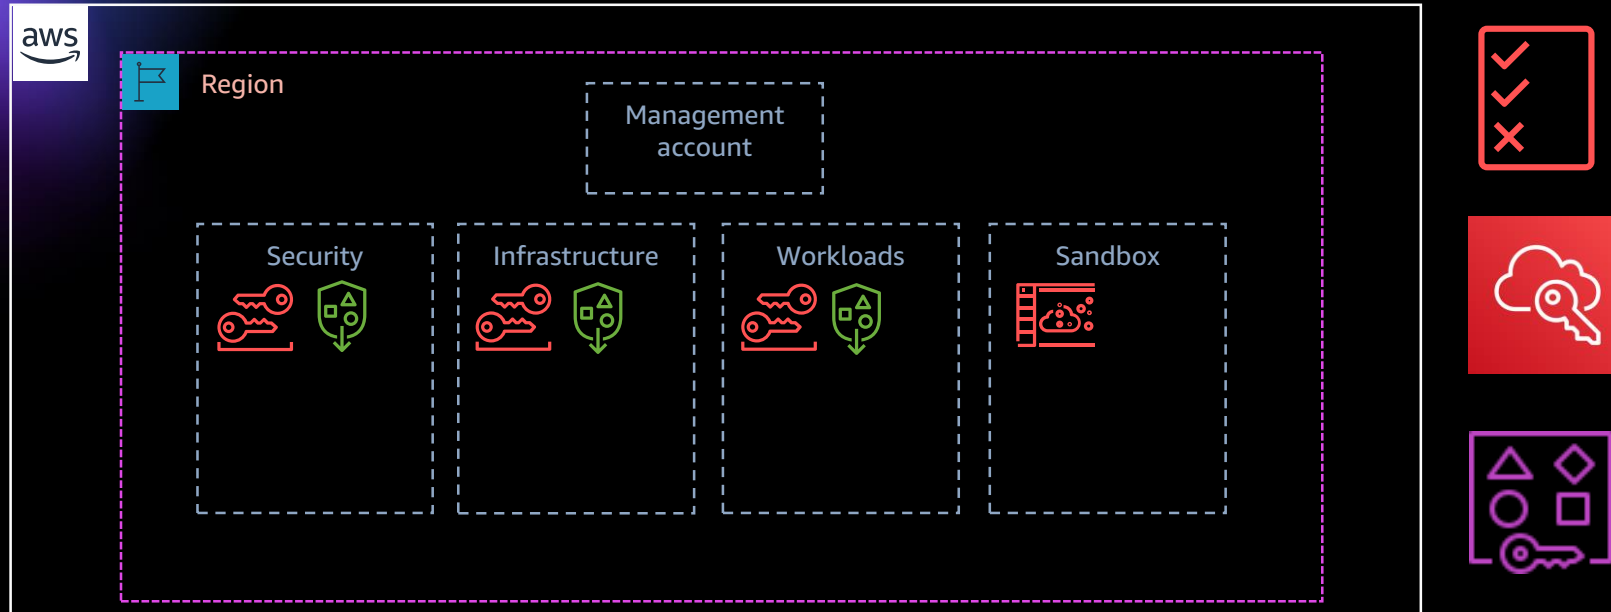 aws
Region
Management
account
Security
Infrastructure
Workloads
Sandbox